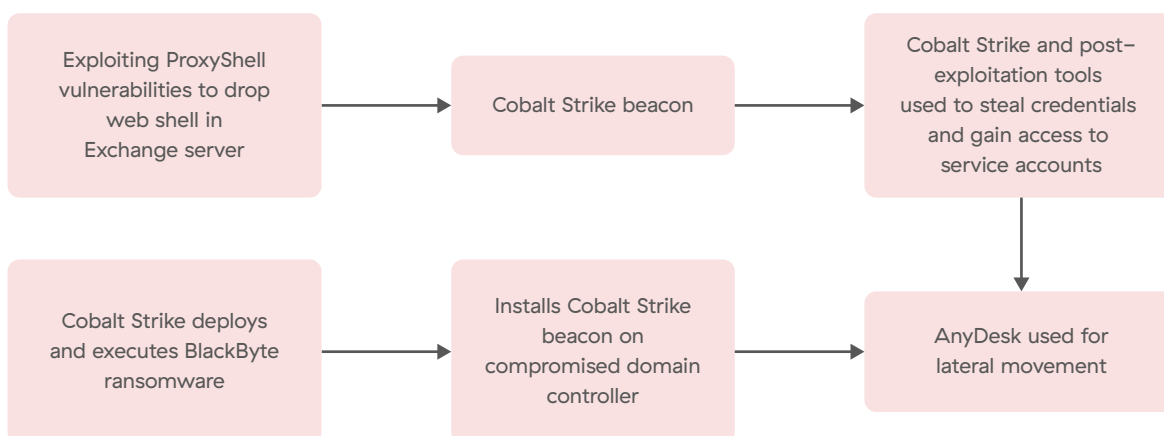 Exploiting ProxyShell
vulnerabilities to drop
web shell in
Exchange server
Cobalt Strike beacon
Cobalt Strike and post–
exploitation tools
used to steal credentials
and gain access to
service accounts
Cobalt Strike deploys
and executes BlackByte
ransomware
Installs Cobalt Strike
beacon on
compromised domain
controller
AnyDesk used for
lateral movement